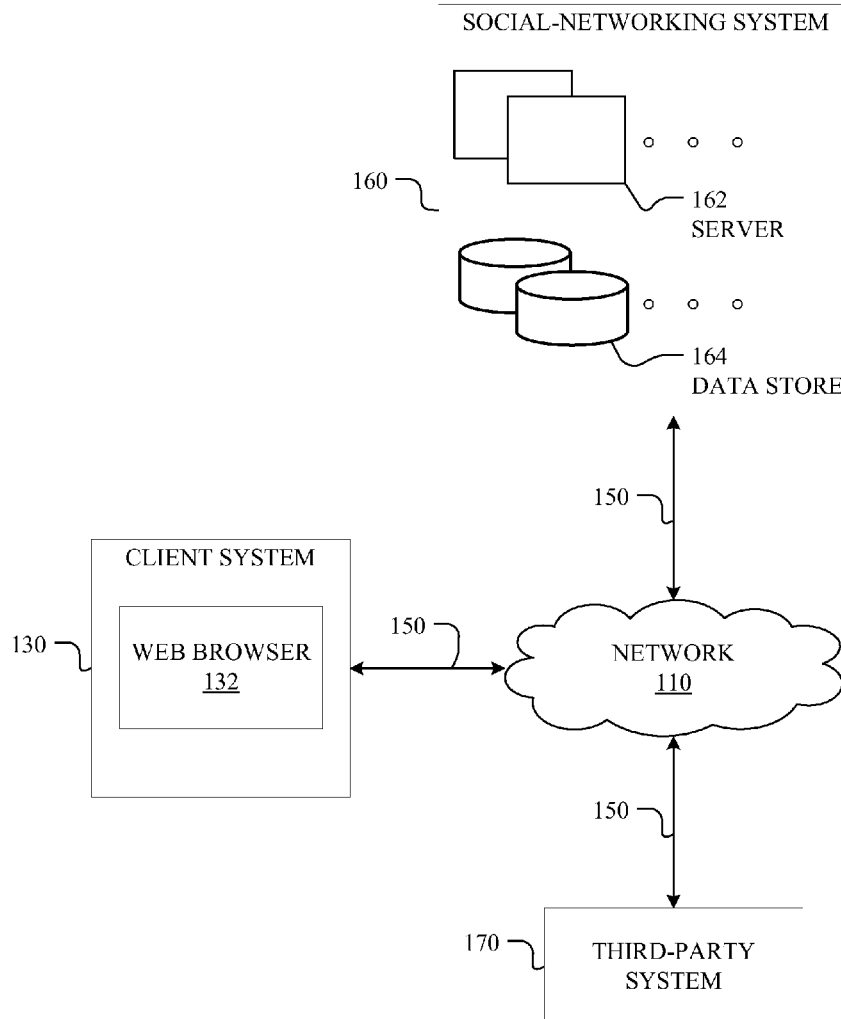 SOCIAL-NETWORKING SYSTEM
160
162
SERVER
164
DATA STORE
150
CLIENT SYSTEM
130
WEB BROWSER
132
150
NETWORK
110
150
170
THIRD-PARTY
SYSTEM